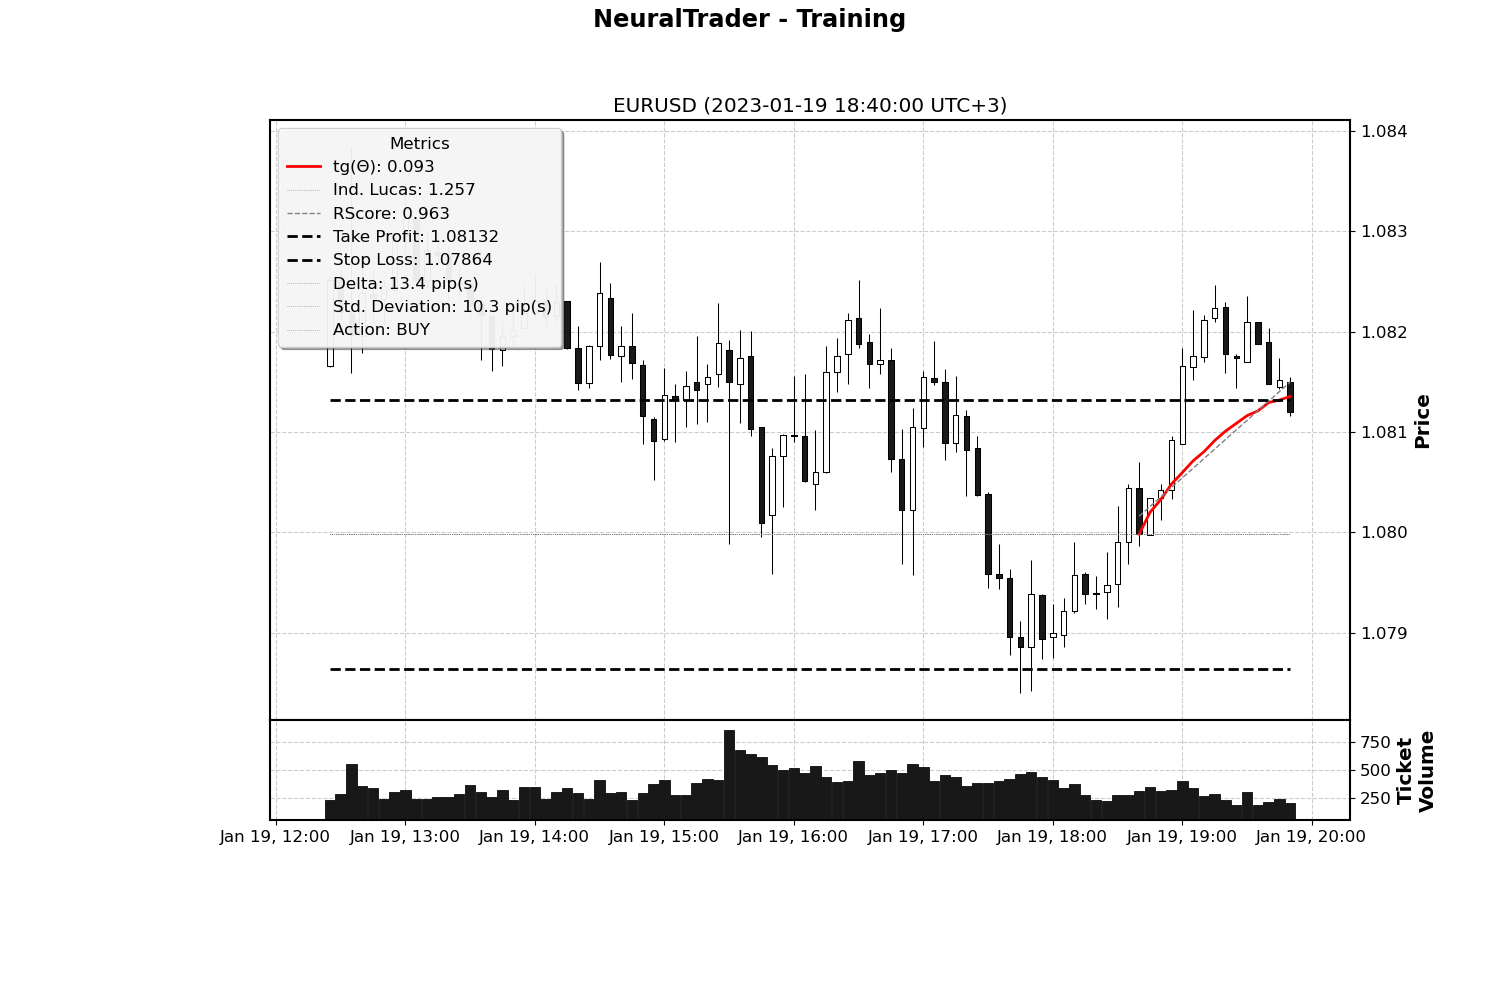 NeuralTrader - Training
EURUSD (2023-01-19 18:40:00 UTC+3)
Metrics
tg(Θ): 0.093
Ind. Lucas: 1.257
RScore: 0.963
Take Profit: 1.08132
Stop Loss: 1.07864
Delta: 13.4 pip(s)
Std. Deviation: 10.3 pip(s)
Action: BUY
1.084
1.083
1.082
1.081
1.080
1.079
Price
750
500
250
Ticket
Volume
Jan 19, 12:00 Jan 19, 13:00 Jan 19, 14:00 Jan 19, 15:00 Jan 19, 16:00 Jan 19, 17:00 Jan 19, 18:00 Jan 19, 19:00 Jan 19, 20:00